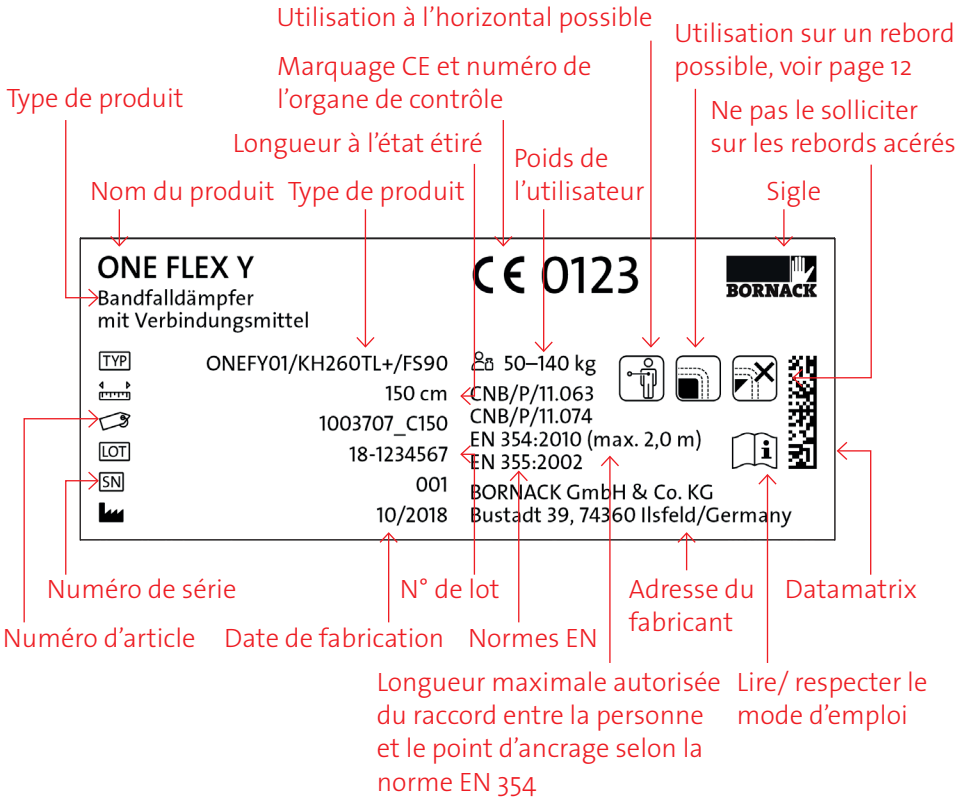 Utilisation à l’horizontal possible
Utilisation sur un rebord
possible, voir page 12
Marquage CE et numéro de
l’organe de contrôle
Type de produit
Ne pas le solliciter
sur les rebords acérés
Longueur à l’état étiré
Poids de
l’utilisateur
Nom du produit
Type de produit
Sigle
ONE FLEX Y
Bandfalldämpfer
mit Verbindungsmittel
CE 0123
BORNACK
TYP ONEFY01/KH260TL+/FS90
150 cm
1003707_C150
LOT 18-1234567
SN 001
10/2018
50–140 kg
CNB/P/11.063
CNB/P/11.074
EN 354:2010 (max. 2,0 m)
EN 355:2002
BORNACK GmbH & Co. KG
Bustadt 39, 74360 Ilsfeld/Germany
i
Numéro de série
N° de lot
Adresse du
fabricant
Datamatrix
Numéro d’article
Date de fabrication
Normes EN
Longueur maximale autorisée
du raccord entre la personne
et le point d’ancrage selon la
norme EN 354
Lire/ respecter le
mode d’emploi